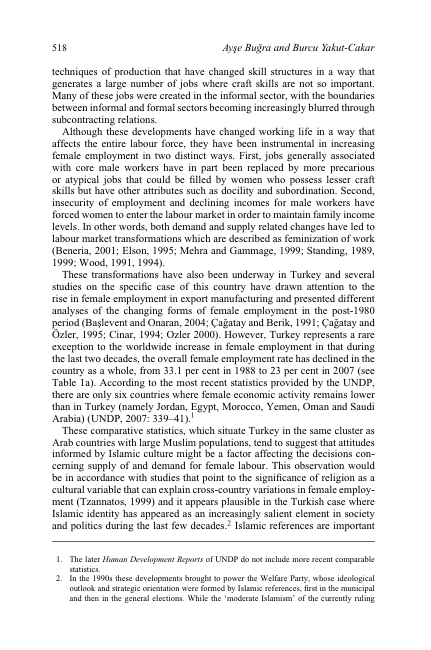 518
Ayşe Buğra and Burcu Yakut-Cakar
techniques of production that have changed skill structures in a way that
generates a large number of jobs where craft skills are not so important.
Many of these jobs were created in the informal sector, with the boundaries
between informal and formal sectors becoming increasingly blurred through
subcontracting relations.
Although these developments have changed working life in a way that
affects the entire labour force, they have been instrumental in increasing
female employment in two distinct ways. First, jobs generally associated
with core male workers have in part been replaced by more precarious
or atypical jobs that could be filled by women who possess lesser craft
skills but have other attributes such as docility and subordination. Second,
insecurity of employment and declining incomes for male workers have
forced women to enter the labour market in order to maintain family income
levels. In other words, both demand and supply related changes have led to
labour market transformations which are described as feminization of work
(Beneria, 2001; Elson, 1995; Mehra and Gammage, 1999; Standing, 1989,
1999; Wood, 1991, 1994).
These transformations have also been underway in Turkey and several
studies on the specific case of this country have drawn attention to the
rise in female employment in export manufacturing and presented different
analyses of the changing forms of female employment in the post-1980
period (Başlevent and Onaran, 2004; Çağatay and Berik, 1991; Çağatay and
Özler, 1995; Cinar, 1994; Ozler 2000). However, Turkey represents a rare
exception to the worldwide increase in female employment in that during
the last two decades, the overall female employment rate has declined in the
country as a whole, from 33.1 per cent in 1988 to 23 per cent in 2007 (see
Table 1a). According to the most recent statistics provided by the UNDP,
there are only six countries where female economic activity remains lower
than in Turkey (namely Jordan, Egypt, Morocco, Yemen, Oman and Saudi
Arabia) (UNDP, 2007: 339–41).1
These comparative statistics, which situate Turkey in the same cluster as
Arab countries with large Muslim populations, tend to suggest that attitudes
informed by Islamic culture might be a factor affecting the decisions con-
cerning supply of and demand for female labour. This observation would
be in accordance with studies that point to the significance of religion as a
cultural variable that can explain cross-country variations in female employ-
ment (Tzannatos, 1999) and it appears plausible in the Turkish case where
Islamic identity has appeared as an increasingly salient element in society
and politics during the last few decades.2 Islamic references are important
1. The later Human Development Reports of UNDP do not include more recent comparable
statistics.
2. In the 1990s these developments brought to power the Welfare Party, whose ideological
outlook and strategic orientation were formed by Islamic references, first in the municipal
and then in the general elections. While the ‘moderate Islamism’ of the currently ruling